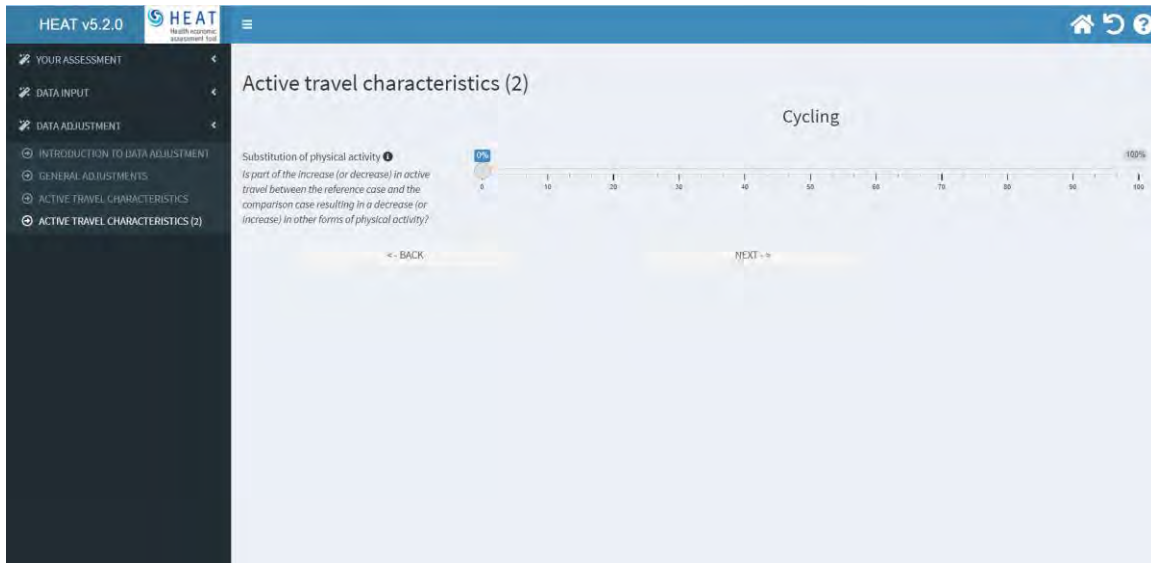 HEAT v5.2.0
HEAT
Health economic
assessment tool
YOUR ASSESSMENT
DATA INPUT
DATA ADJUSTMENT
INTRODUCTION TO DATA ADJUSTMENT
GENERAL ADJUSTMENTS
ACTIVE TRAVEL CHARACTERISTICS
ACTIVE TRAVEL CHARACTERISTICS (2)
Active travel characteristics (2)
Cycling
Substitution of physical activity
Is part of the increase (or decrease) in active
travel between the reference case and the
comparison case resulting in a decrease (or
increase) in other forms of physical activity?
0% 100%
0 10 20 30 40 50 60 70 80 90 100
<- BACK NEXT ->